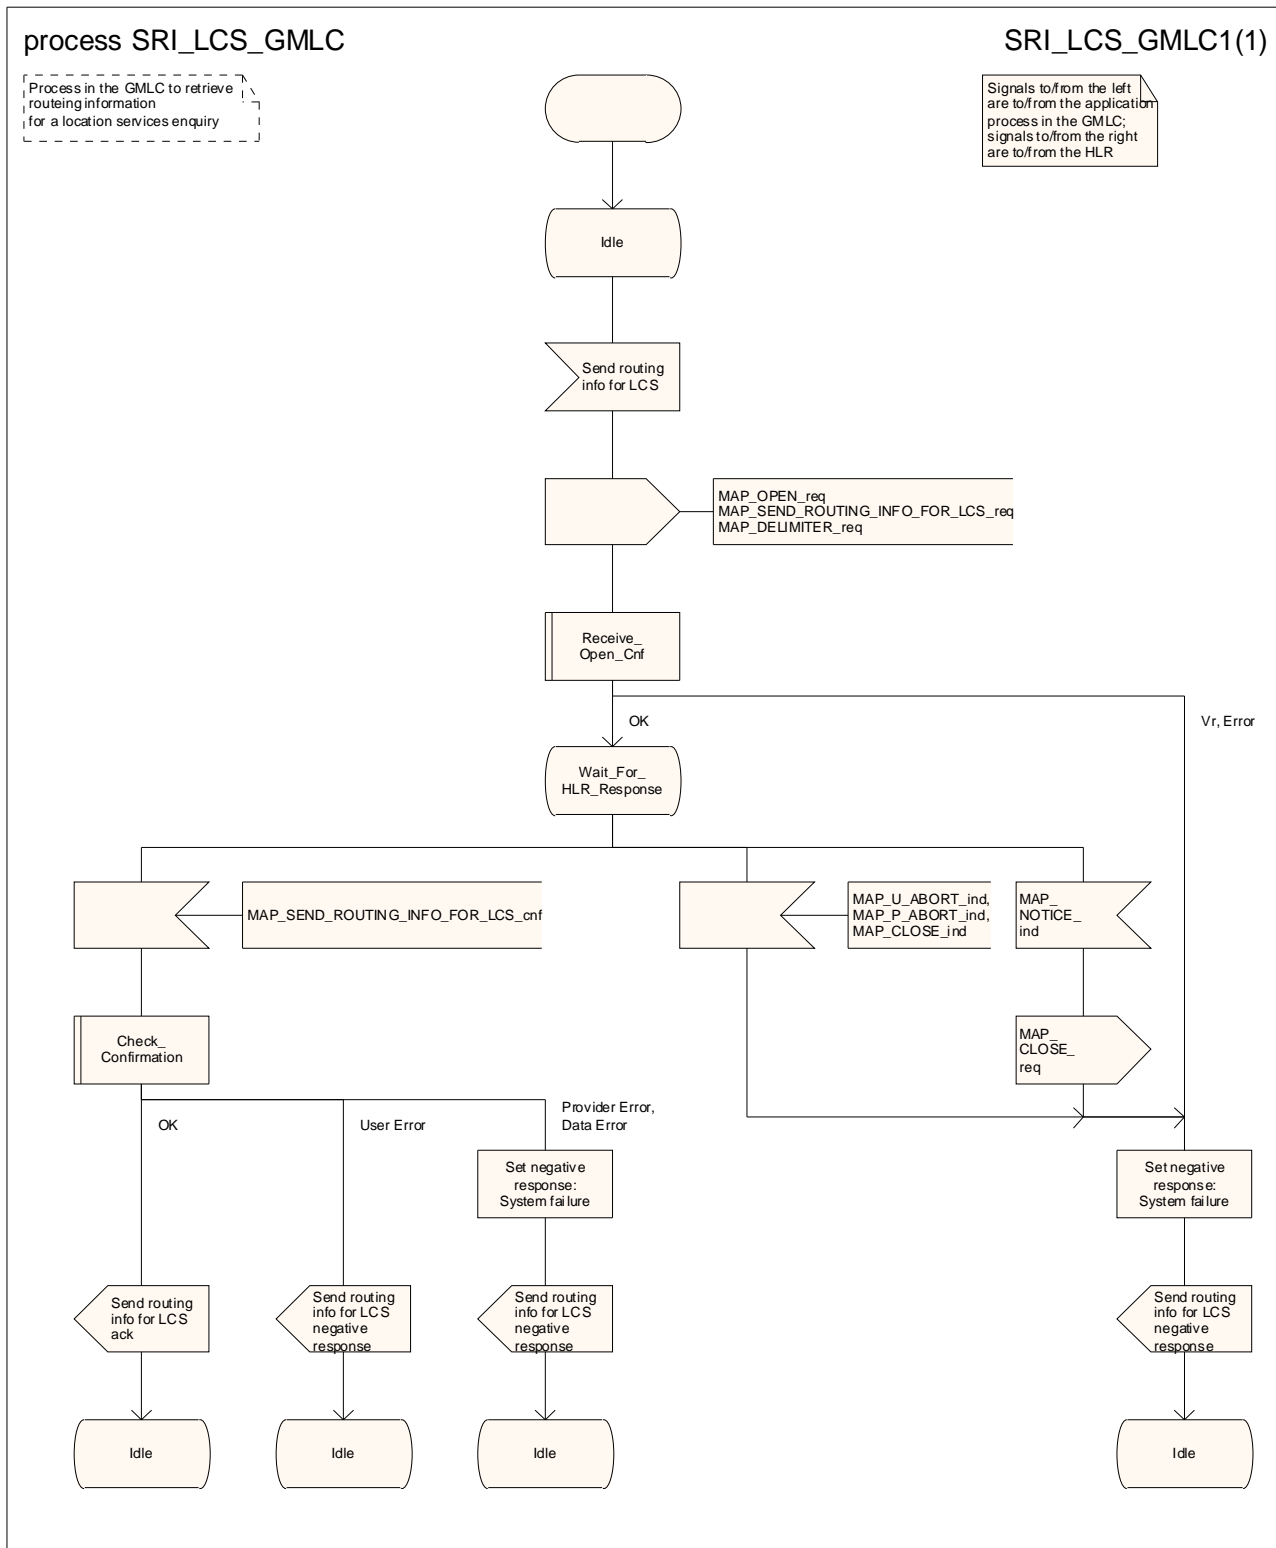 process SRI_LCS_GMLC
SRI_LCS_GMLC1(1)
Process in the GMLC to retrieve
routeing information
for a location services enquiry
Signals to/from the left
are to/from the application
process in the GMLC;
signals to/from the right
are to/from the HLR
Idle
Send routing
info for LCS
MAP_OPEN_req
MAP_SEND_ROUTING_INFO_FOR_LCS_req
MAP_DELIMITER_req
Receive_
Open_Cnf
OK
Vr, Error
Wait_For_
HLR_Response
MAP_SEND_ROUTING_INFO_FOR_LCS_cnf
MAP_U_ABORT_ind,
MAP_P_ABORT_ind,
MAP_CLOSE_ind
MAP_
NOTICE_
ind
Check_
Confirmation
MAP_
CLOSE_
req
OK
User Error
Provider Error,
Data Error
Set negative
response:
System failure
Set negative
response:
System failure
Send routing
info for LCS
ack
Send routing
info for LCS
negative
response
Send routing
info for LCS
negative
response
Send routing
info for LCS
negative
response
Idle
Idle
Idle
Idle